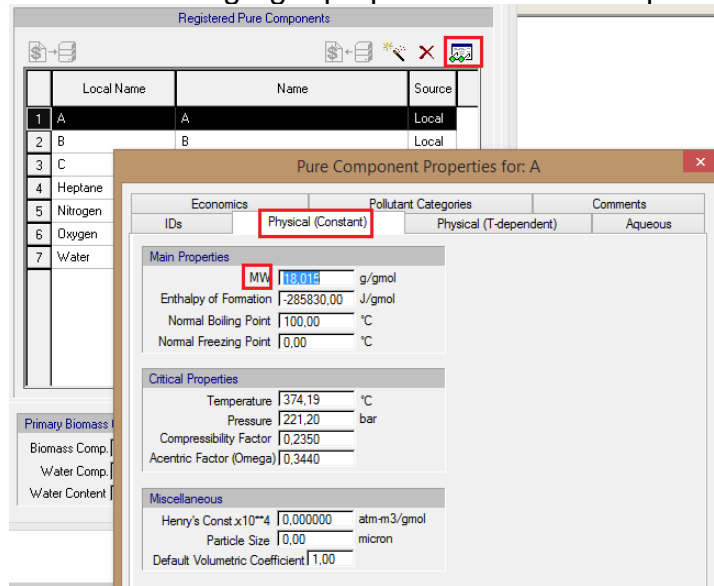 Registered Pure Components
Local Name Name Source
1 A A Local
2 B B Local
3 C
4 Heptane
5 Nitrogen
6 Oxygen
7 Water
Pure Component Properties for: A
Economics Pollutant Categories Comments
IDs Physical (Constant) Physical (T-dependent) Aqueous
Main Properties
MW 18,015 g/gmol
Enthalpy of Formation -285830,00 J/gmol
Normal Boiling Point 100,00 °C
Normal Freezing Point 0,00 °C
Critical Properties
Temperature 374,19 °C
Pressure 221,20 bar
Compressibility Factor 0,2350
Acentric Factor (Omega) 0,3440
Primary Biomass
Biomass Comp.
Water Comp.
Water Content
Miscellaneous
Henry's Const.x10**4 0,000000 atm-m3/gmol
Particle Size 0,00 micron
Default Volumetric Coefficient 1,00